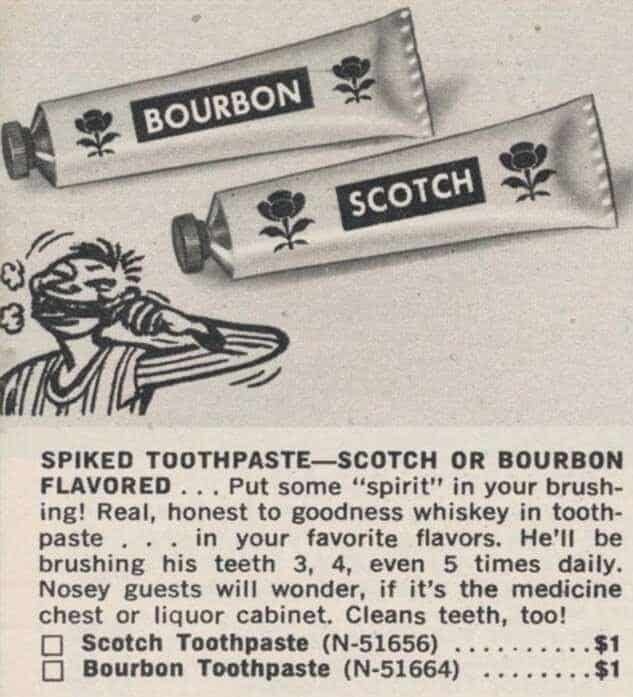 BOURBON
SCOTCH
SPIKED TOOTHPASTE—SCOTCH OR BOURBON
FLAVORED . . . Put some "spirit" in your brush-
ing! Real, honest to goodness whiskey in tooth-
paste . . . in your favorite flavors. He'll be
brushing his teeth 3, 4, even 5 times daily.
Nosey guests will wonder, if it's the medicine
chest or liquor cabinet. Cleans teeth, too!
☐ Scotch Toothpaste (N-51656) ..........$1
☐ Bourbon Toothpaste (N-51664) ........$1